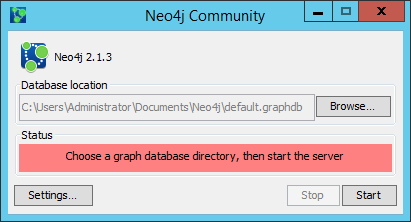 Neo4j Community
Neo4j 2.1.3
Database location
C:\Users\Administrator\Documents\Neo4j\default.graphdb
Browse...
Status
Choose a graph database directory, then start the server
Settings...
Stop
Start